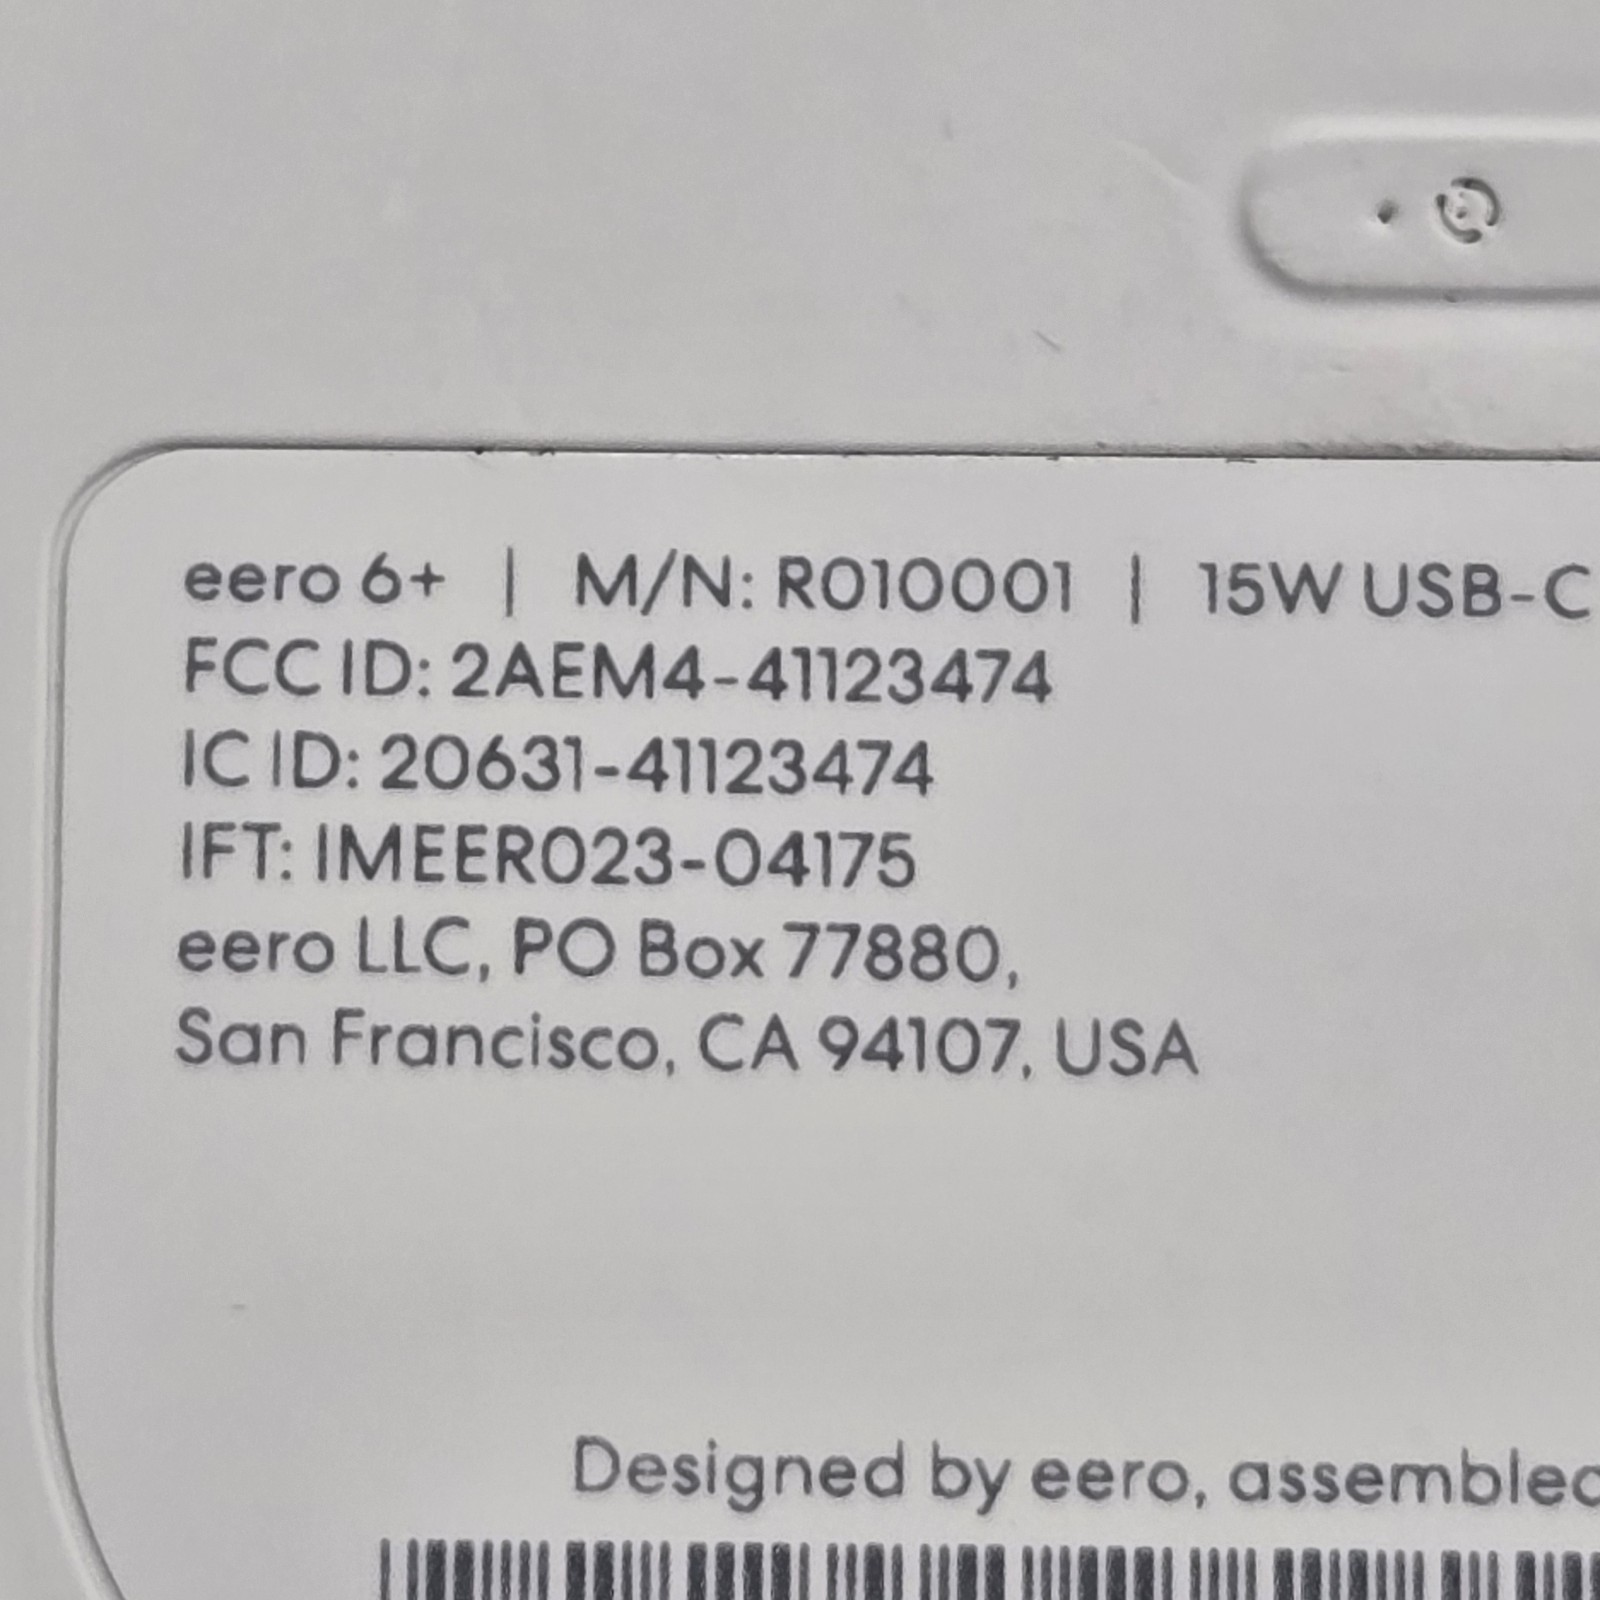 eero 6+ | M/N: R010001 | 15W USB-C
FCC ID: 2AEM4-41123474
IC ID: 20631-41123474
IFT: IMEER023-04175
eero LLC, PO Box 77880,
San Francisco, CA 94107, USA
Designed by eero, assembled